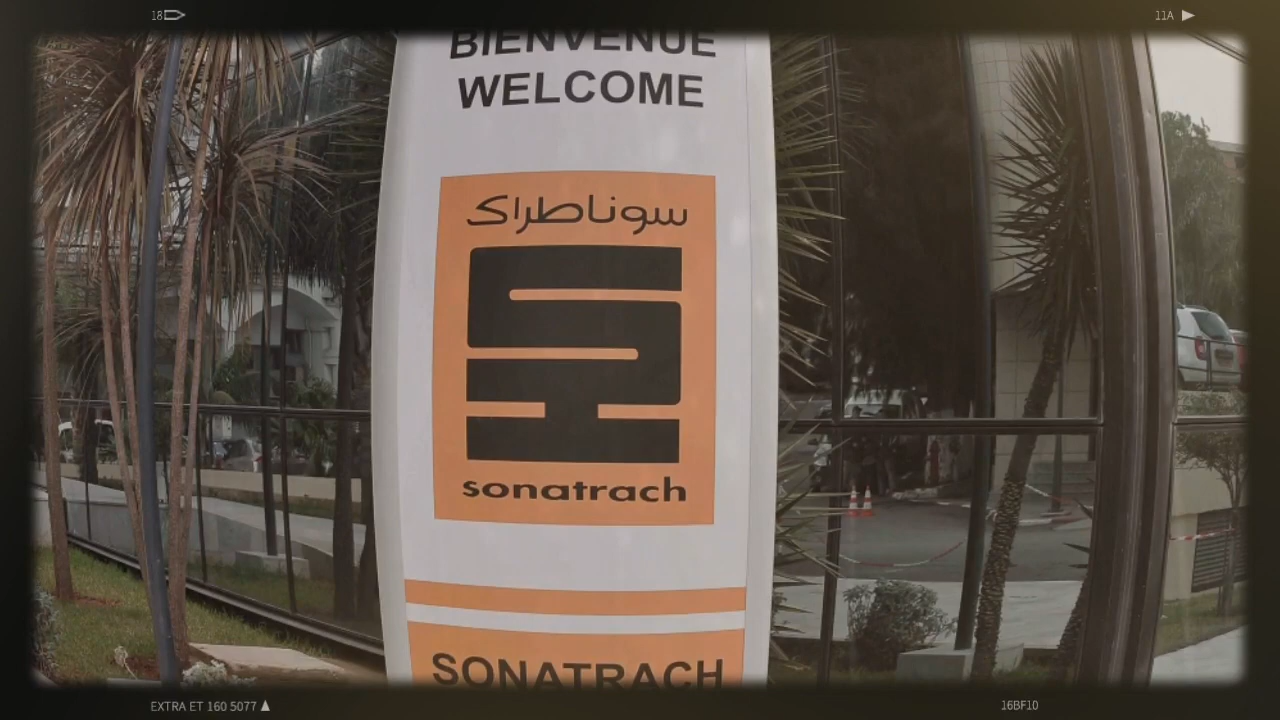 18
11A
BIENVENUE
WELCOME
سوناطراك
sonatrach
SONATRACH
EXTRA ET 160 5077
16BF10